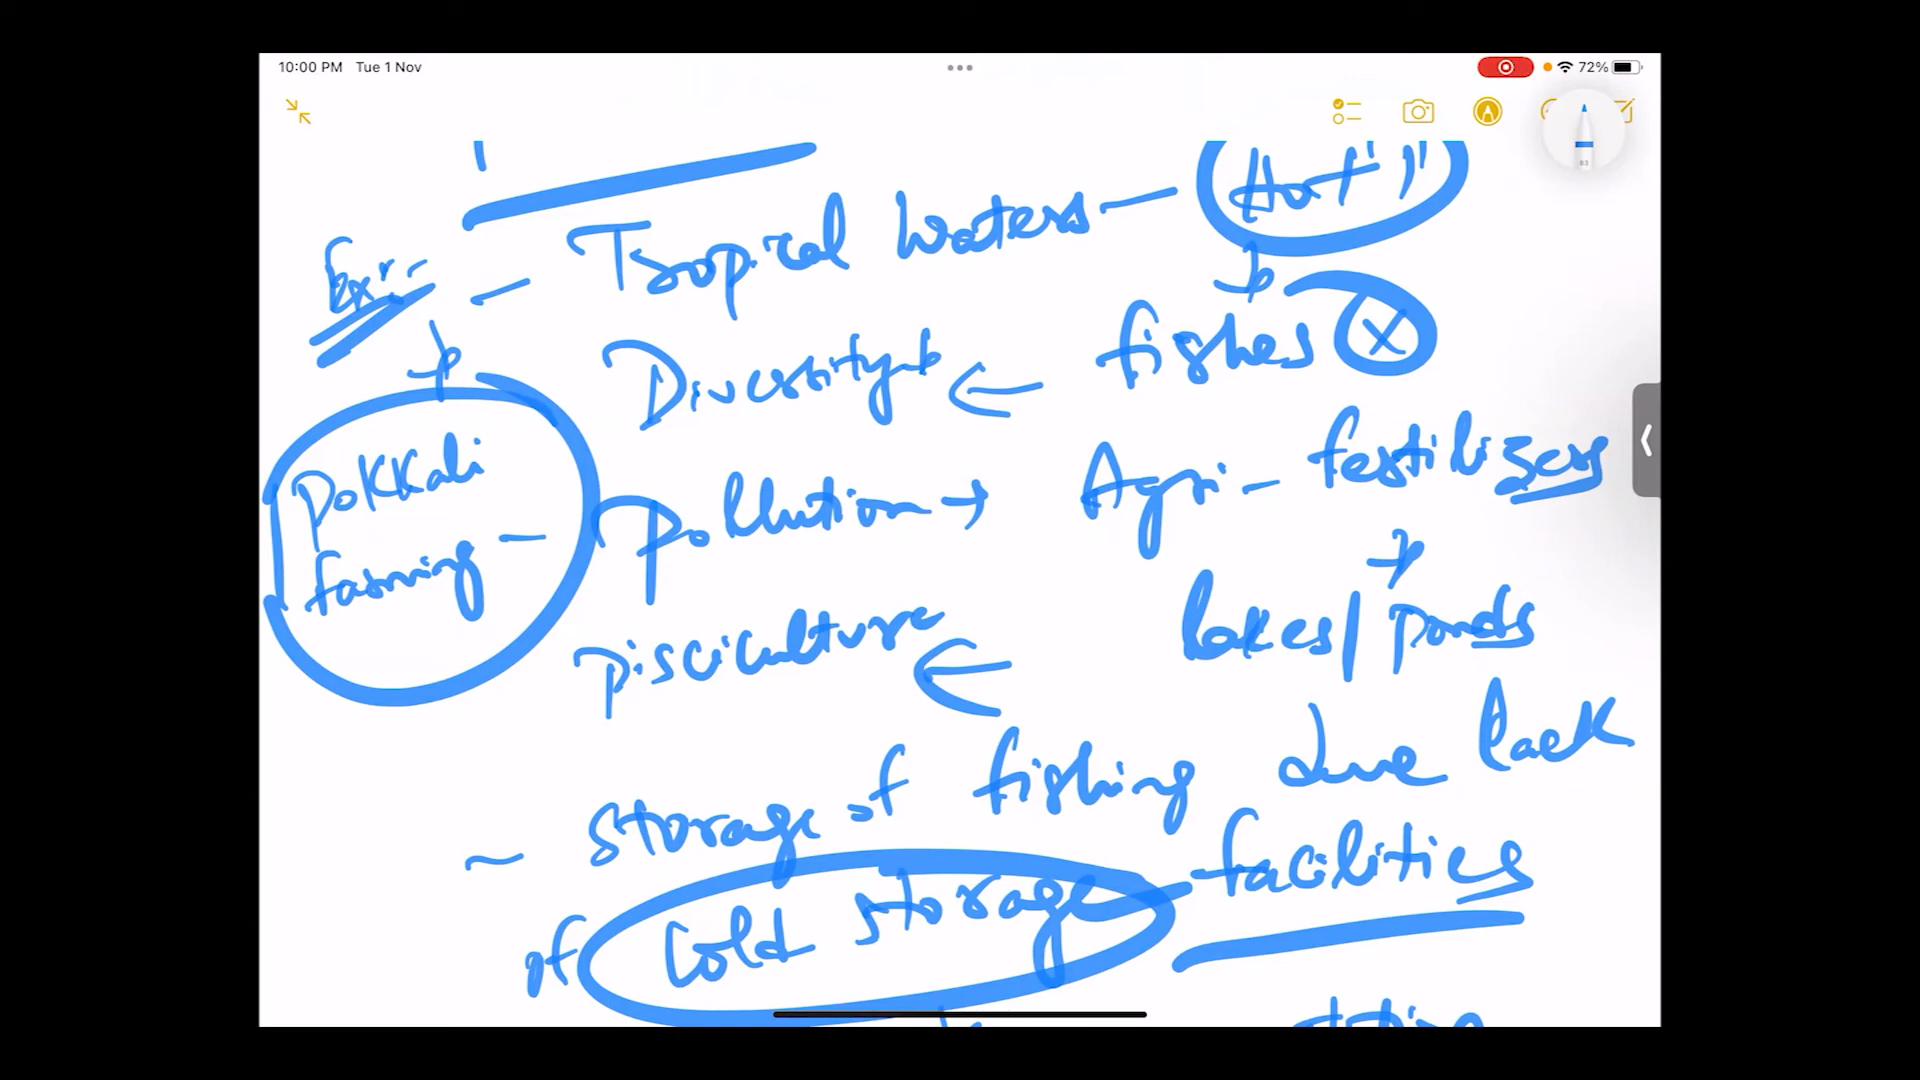 10:00 PM Tue 1 Nov
72%
Ex:-
- Tropical Waters - Hot
Diversity ← fishes X
Pokkali
farming -
Pollution → Agri - fertilizers
lakes/ ponds
Pisciculture ←
~ storage of fishing due lack
of cold storage facilities